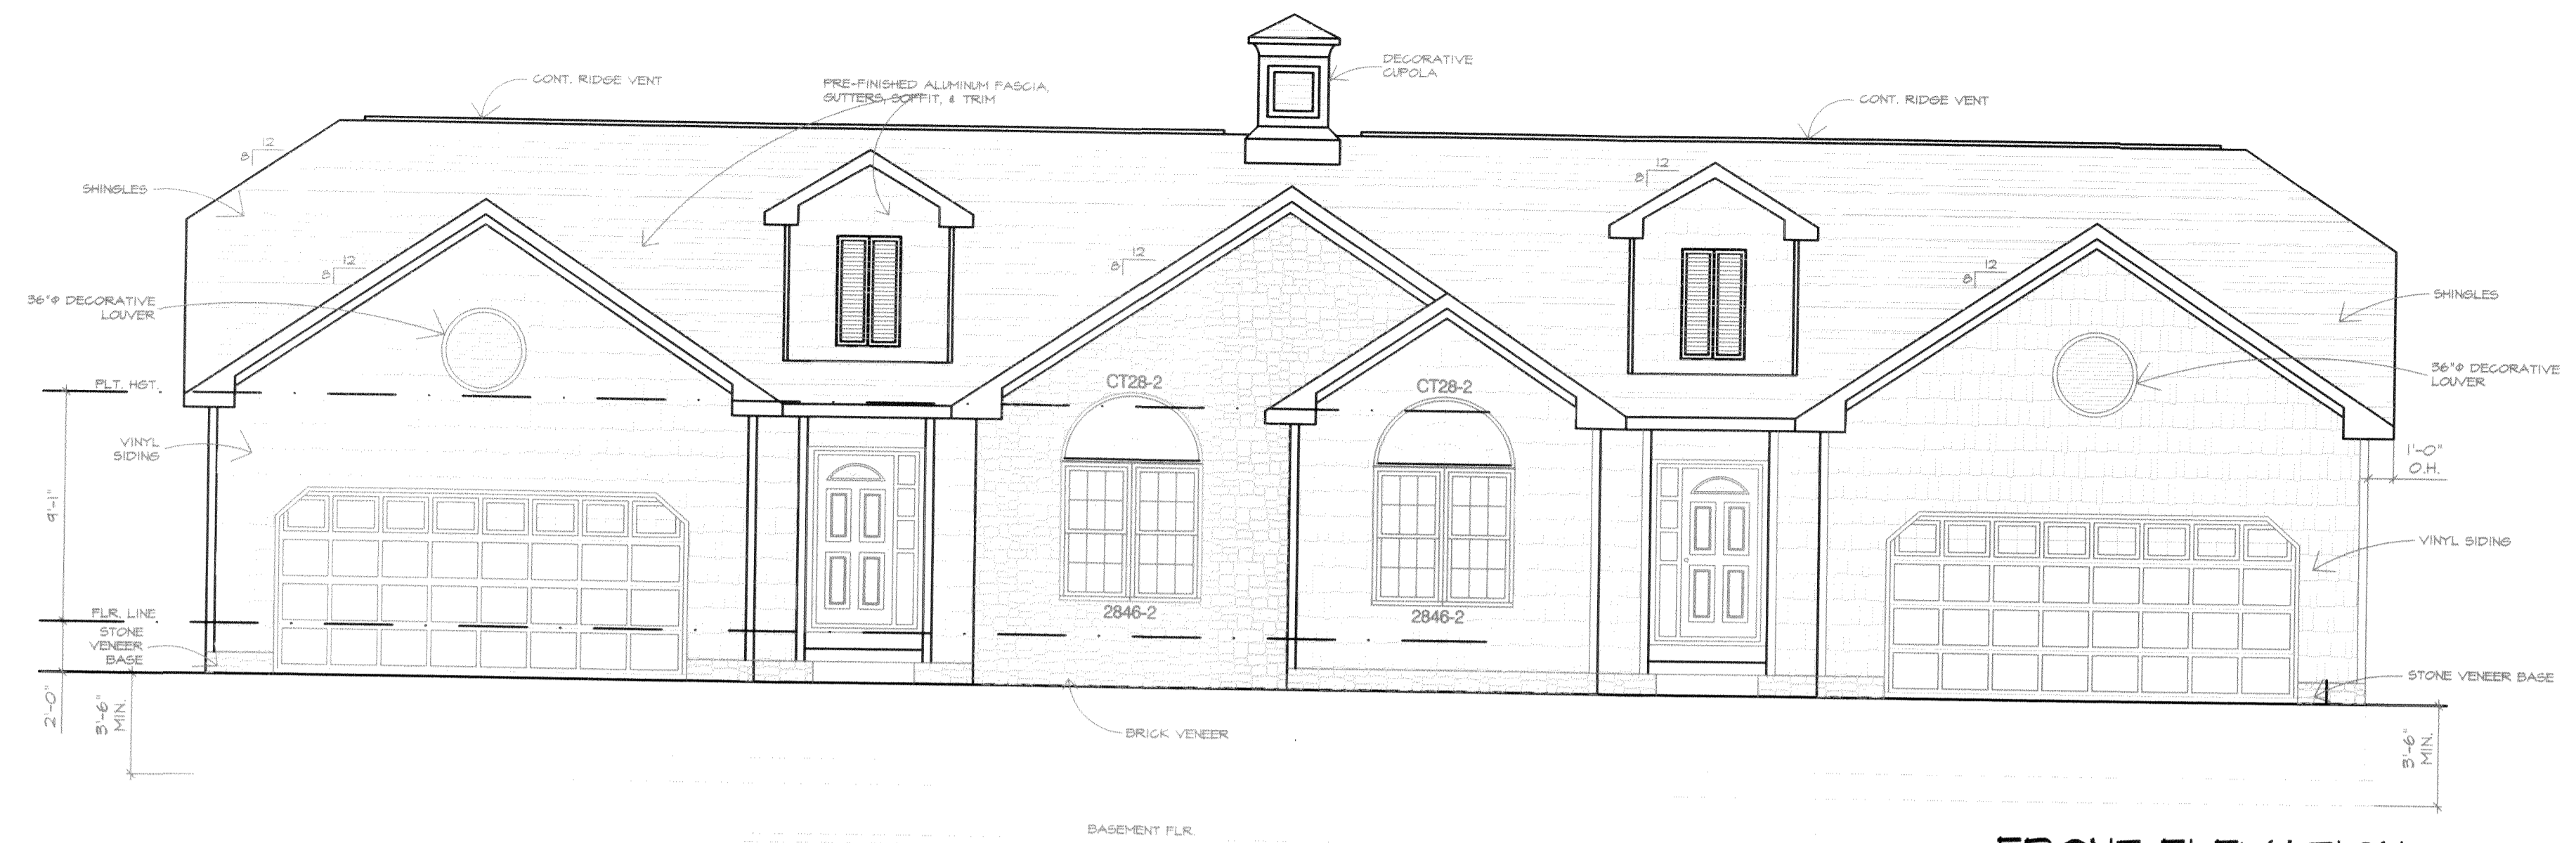 DECORATIVE
CUPOLA
CONT. RIDGE VENT
PRE-FINISHED ALUMINUM FASCIA,
GUTTERS, SOFFIT, & TRIM
CONT. RIDGE VENT
12
8
12
8
SHINGLES
12
8
12
8
12
8
36"Φ DECORATIVE
LOUVER
SHINGLES
36"Φ DECORATIVE
LOUVER
PLT. HGT.
CT28-2
CT28-2
VINYL
SIDING
1'-0"
O.H.
9'-1"
VINYL SIDING
FLR. LINE
2846-2
2846-2
STONE
VENEER
BASE
STONE VENEER BASE
2'-0"
3'-6"
MIN.
BRICK VENEER
3'-6"
MIN.
BASEMENT FLR.
FRONT ELEVATION